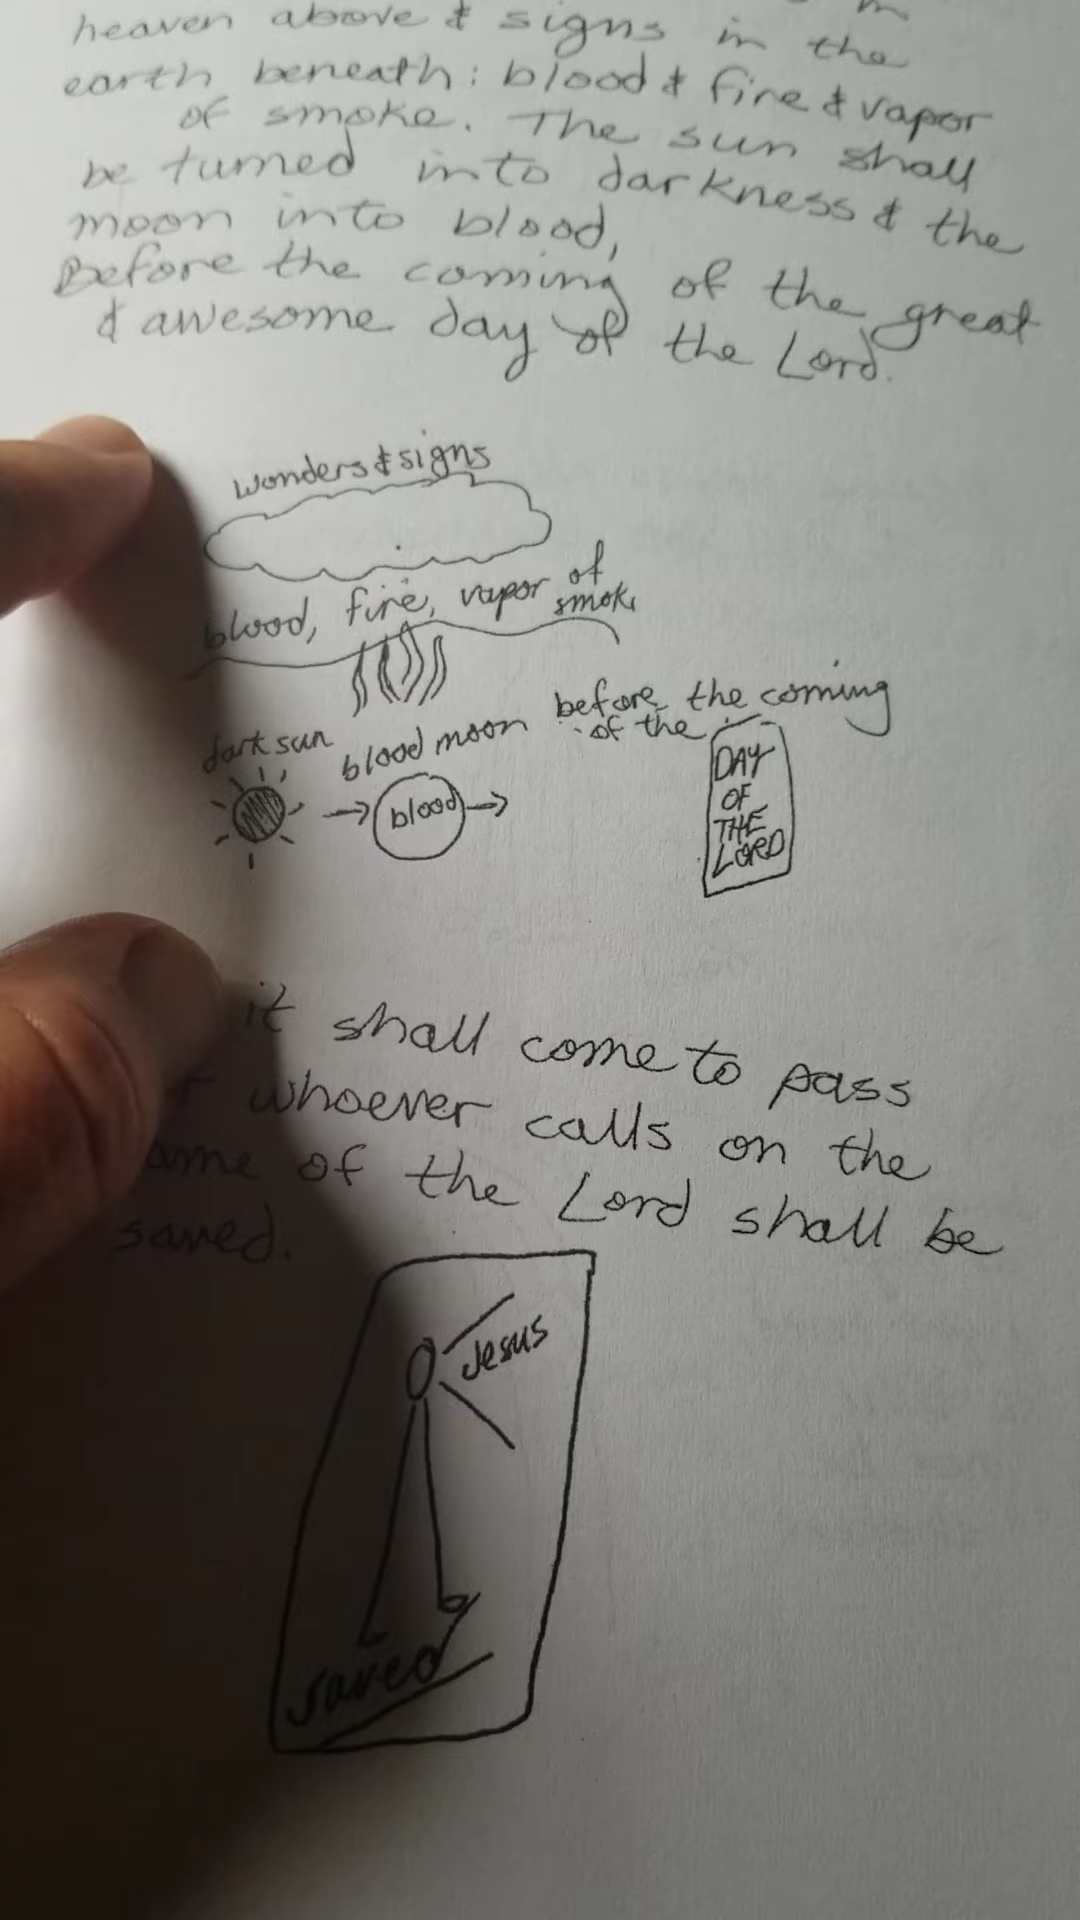 heaven above & signs in the
earth beneath: blood & fire & vapor
of smoke. The sun shall
be turned into darkness & the
moon into blood,
Before the coming of the great
& awesome day of the Lord.
wonders & signs
blood, fire, vapor of
smoke
before the coming
of the
dark sun
blood moon
blood
DAY
OF
THE
LORD
it shall come to pass
whoever calls on the
ame of the Lord shall be
saved.
Jesus
saved